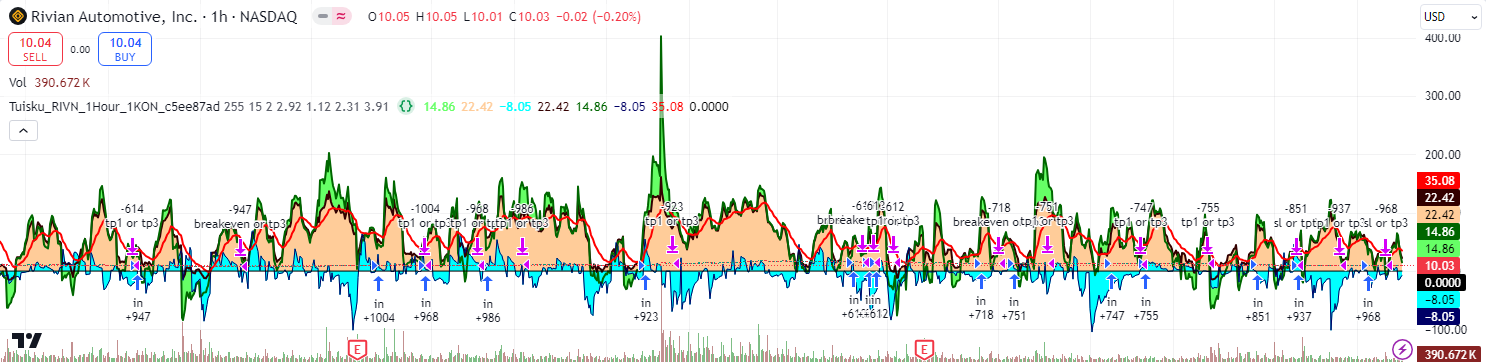 Rivian Automotive, Inc. · 1h · NASDAQ O10.05 H10.05 L10.01 C10.03 −0.02 (−0.20%)
USD
10.04 SELL
0.00
10.04 BUY
Vol 390.672 K
Tuisku_RIVN_1Hour_1KON_c5ee87ad 255 15 2 2.92 1.12 2.31 3.91 {} 14.86 22.42 −8.05 22.42 14.86 −8.05 35.08 0.0000
400.00
300.00
200.00
35.08
22.42
22.42
14.86
14.86
10.03
0.0000
−8.05
−8.05
−100.00
390.672 K
-614 -947 -1004 -968 -986 -923 -718 -751 -747 -755 -851 -937 -968
tp1 or tp3
breakeven or tp3
tp1 or tp3
tp1 or tp3
tp1 or tp3
tp1 or tp3
tp1 or tp3
in in in in in in in in in in in in
+947 +1004 +968 +986 +923 +718 +751 +747 +755 +851 +937 +968
E E